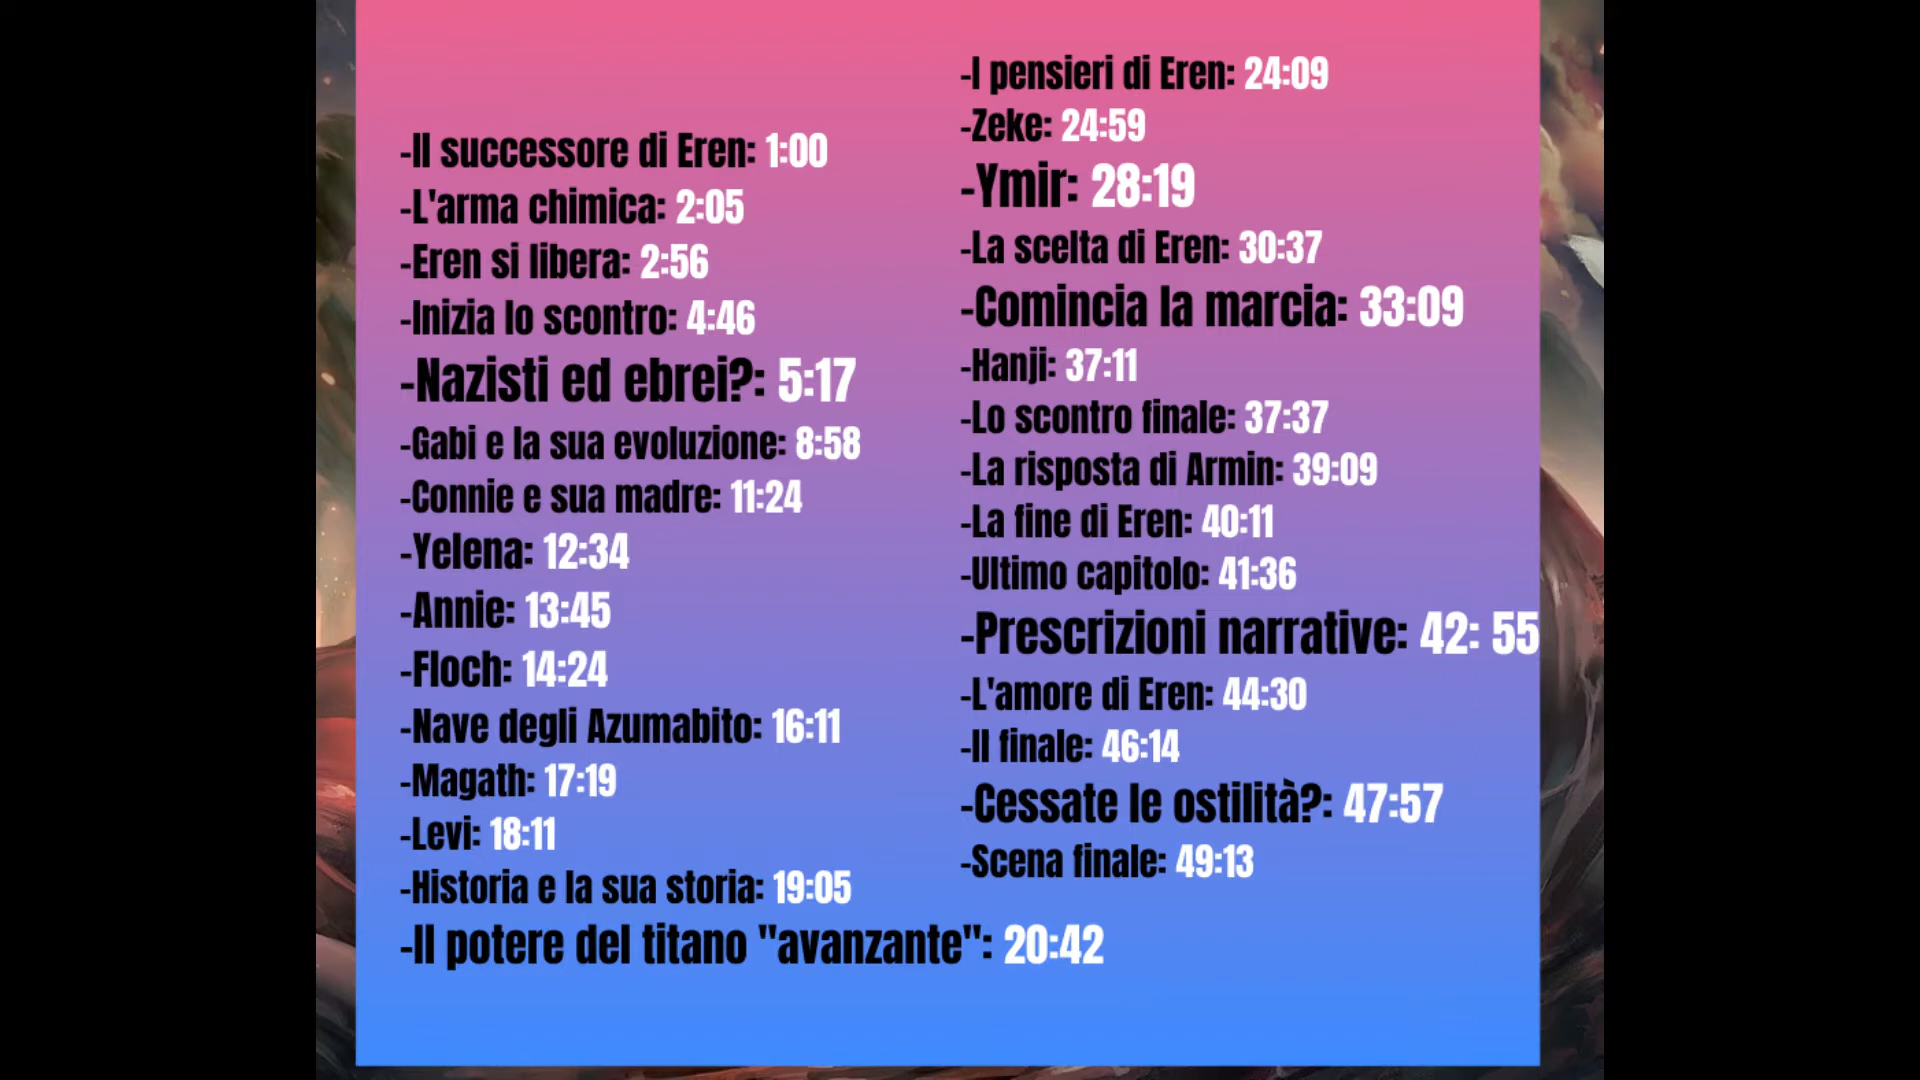 -Il successore di Eren: 1:00
-L'arma chimica: 2:05
-Eren si libera: 2:56
-Inizia lo scontro: 4:46
-Nazisti ed ebrei?: 5:17
-Gabi e la sua evoluzione: 8:58
-Connie e sua madre: 11:24
-Yelena: 12:34
-Annie: 13:45
-Floch: 14:24
-Nave degli Azumabito: 16:11
-Magath: 17:19
-Levi: 18:11
-Historia e la sua storia: 19:05
-Il potere del titano "avanzante": 20:42
-I pensieri di Eren: 24:09
-Zeke: 24:59
-Ymir: 28:19
-La scelta di Eren: 30:37
-Comincia la marcia: 33:09
-Hanji: 37:11
-Lo scontro finale: 37:37
-La risposta di Armin: 39:09
-La fine di Eren: 40:11
-Ultimo capitolo: 41:36
-Prescrizioni narrative: 42: 55
-L'amore di Eren: 44:30
-Il finale: 46:14
-Cessate le ostilità?: 47:57
-Scena finale: 49:13